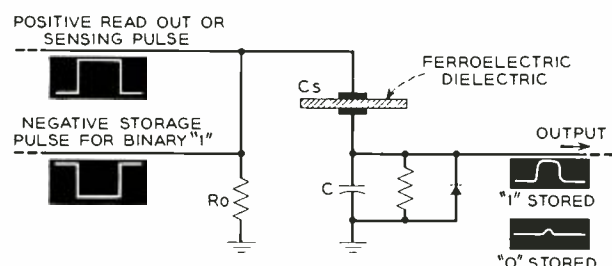 POSITIVE READ OUT OR
SENSING PULSE
NEGATIVE STORAGE
PULSE FOR BINARY "1"
Ro
Cs
FERROELECTRIC
DIELECTRIC
C
OUTPUT
"1" STORED
"0" STORED